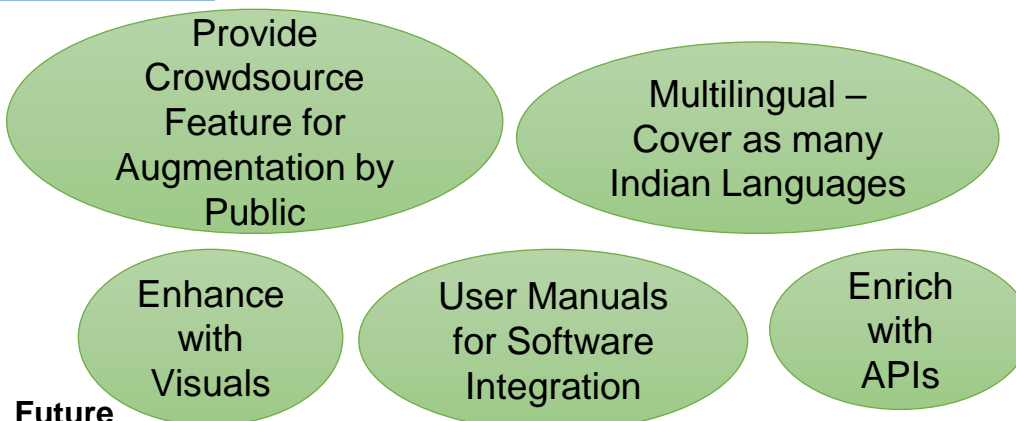 Provide
Crowdsource
Feature for
Augmentation by
Public
Multilingual –
Cover as many
Indian Languages
Enhance
with
Visuals
User Manuals
for Software
Integration
Enrich
with
APIs
Future